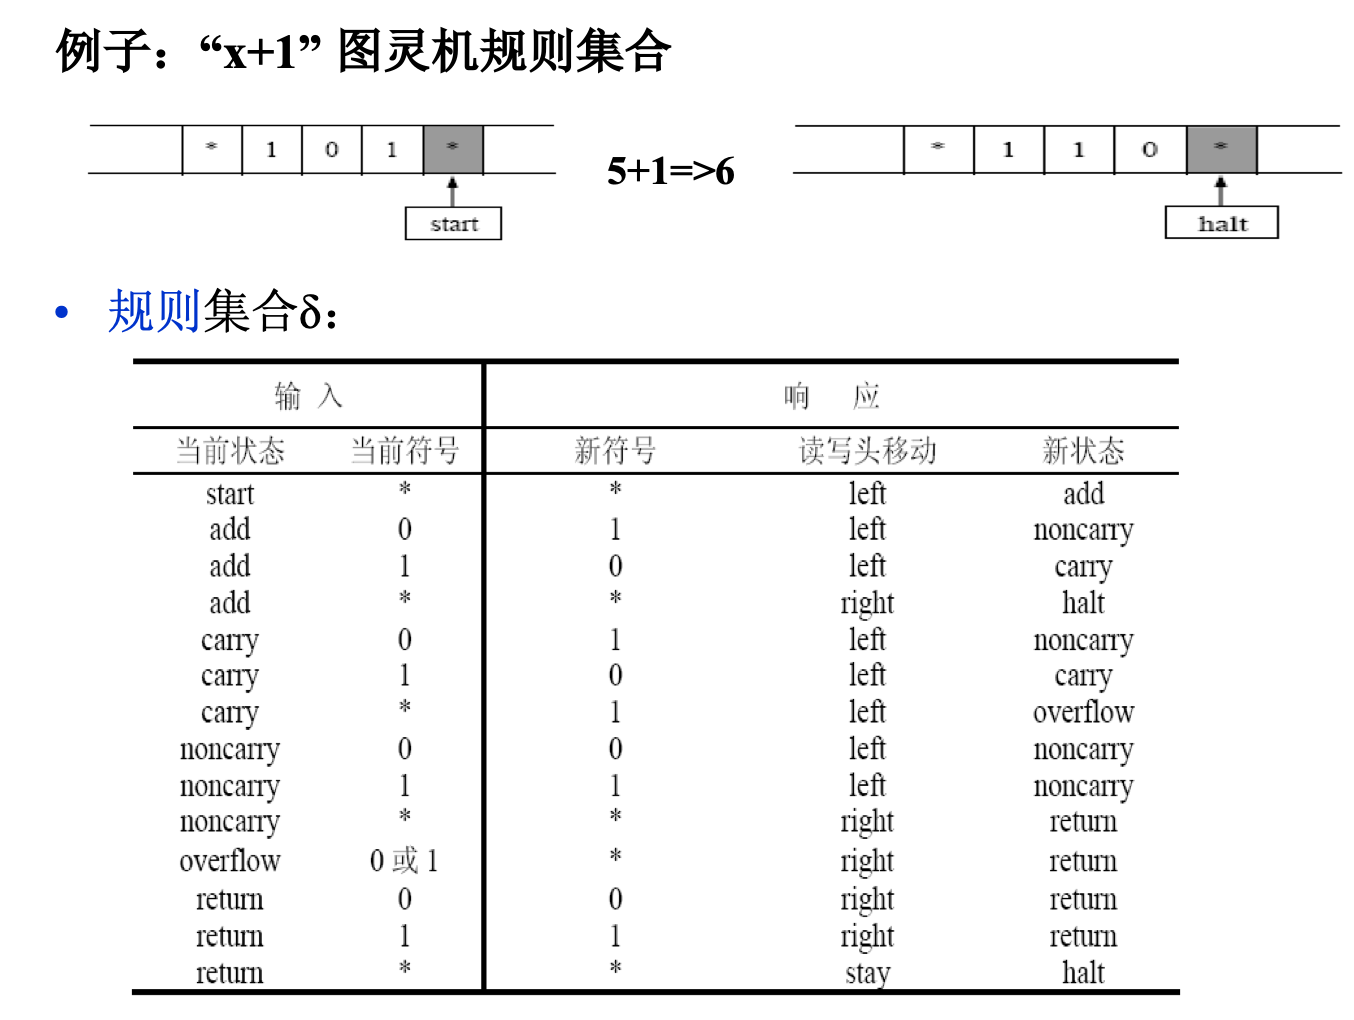 例子：“x+1” 图灵机规则集合
* 1 0 1 *
start
5+1=>6
* 1 1 0 *
halt
• 规则集合δ：
输 入 响 应
当前状态 当前符号 新符号 读写头移动 新状态
start * * left add
add 0 1 left noncarry
add 1 0 left carry
add * * right halt
carry 0 1 left noncarry
carry 1 0 left carry
carry * 1 left overflow
noncarry 0 0 left noncarry
noncarry 1 1 left noncarry
noncarry * * right return
overflow 0 或 1 * right return
return 0 0 right return
return 1 1 right return
return * * stay halt